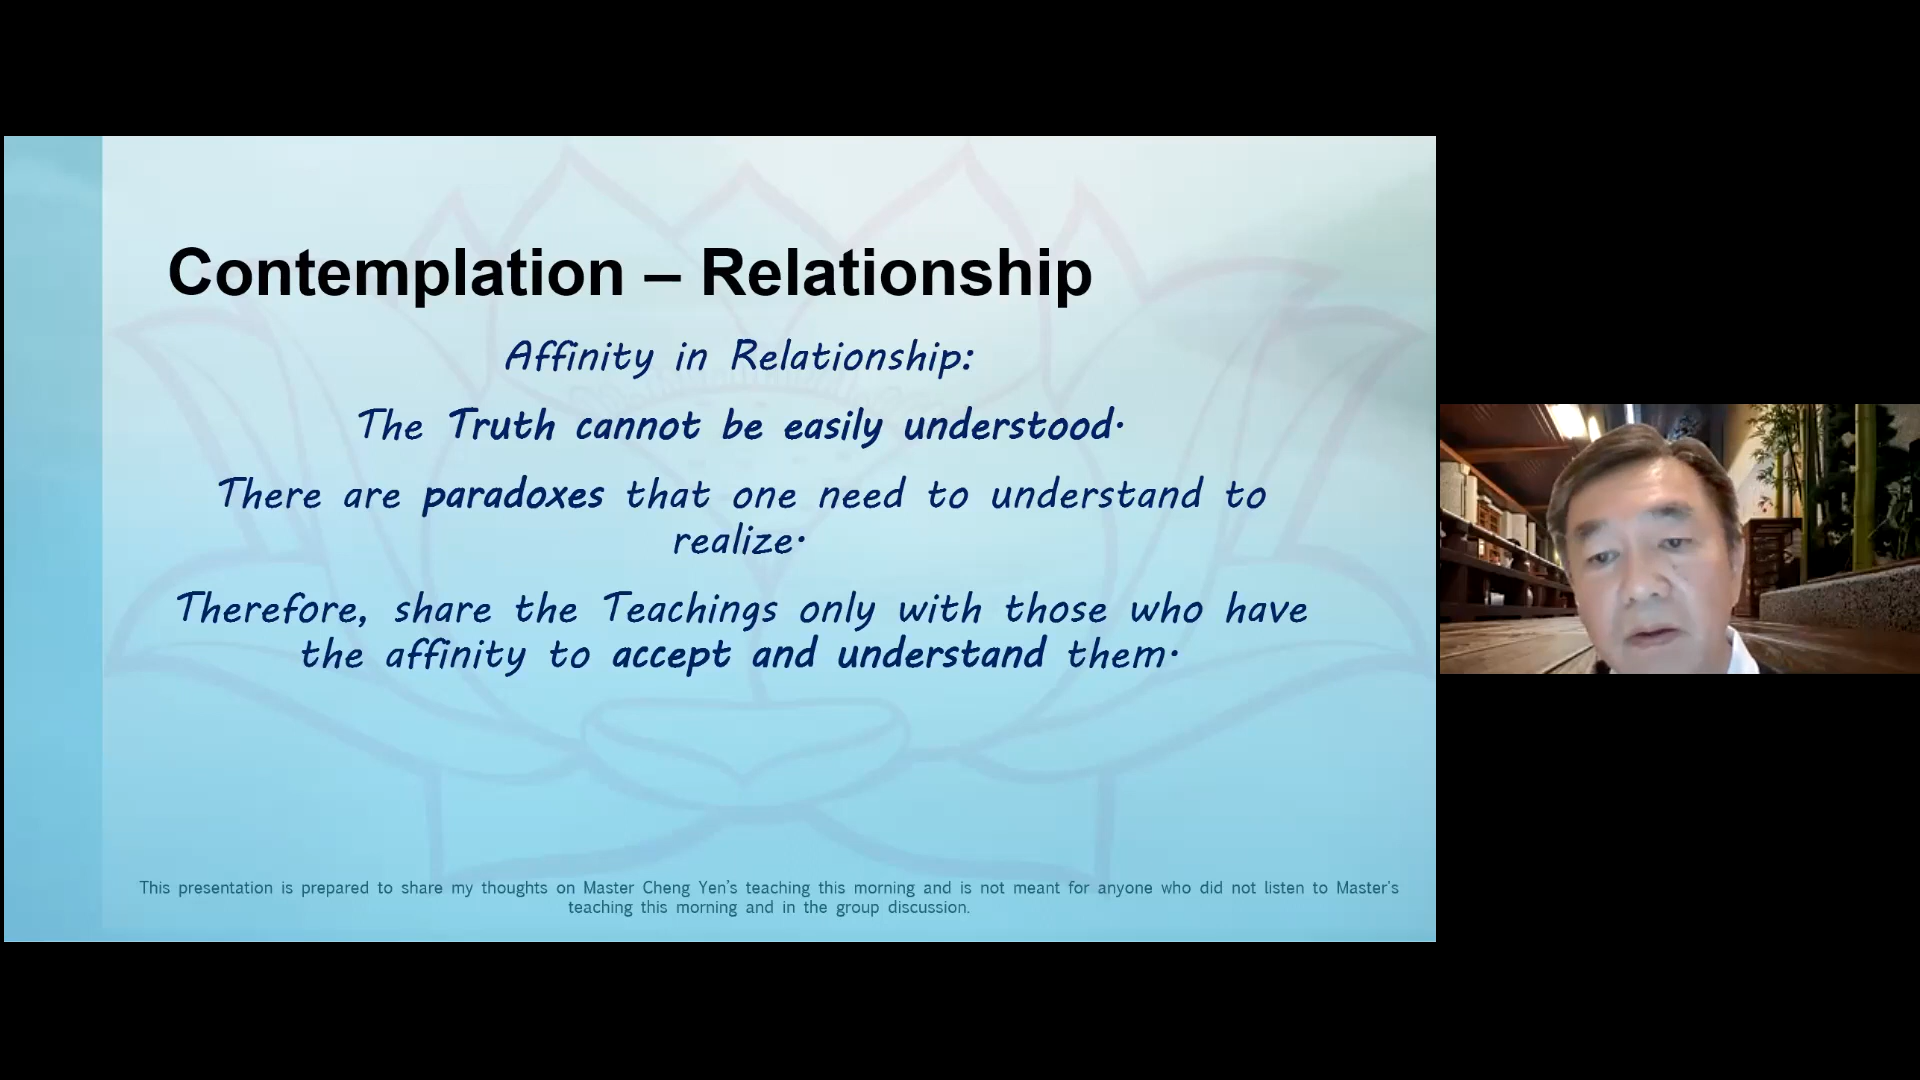 Contemplation – Relationship
Affinity in Relationship:
The Truth cannot be easily understood.
There are paradoxes that one need to understand to
realize.
Therefore, share the Teachings only with those who have
the affinity to accept and understand them.
This presentation is prepared to share my thoughts on Master Cheng Yen's teaching this morning and is not meant for anyone who did not listen to Master's
teaching this morning and in the group discussion.